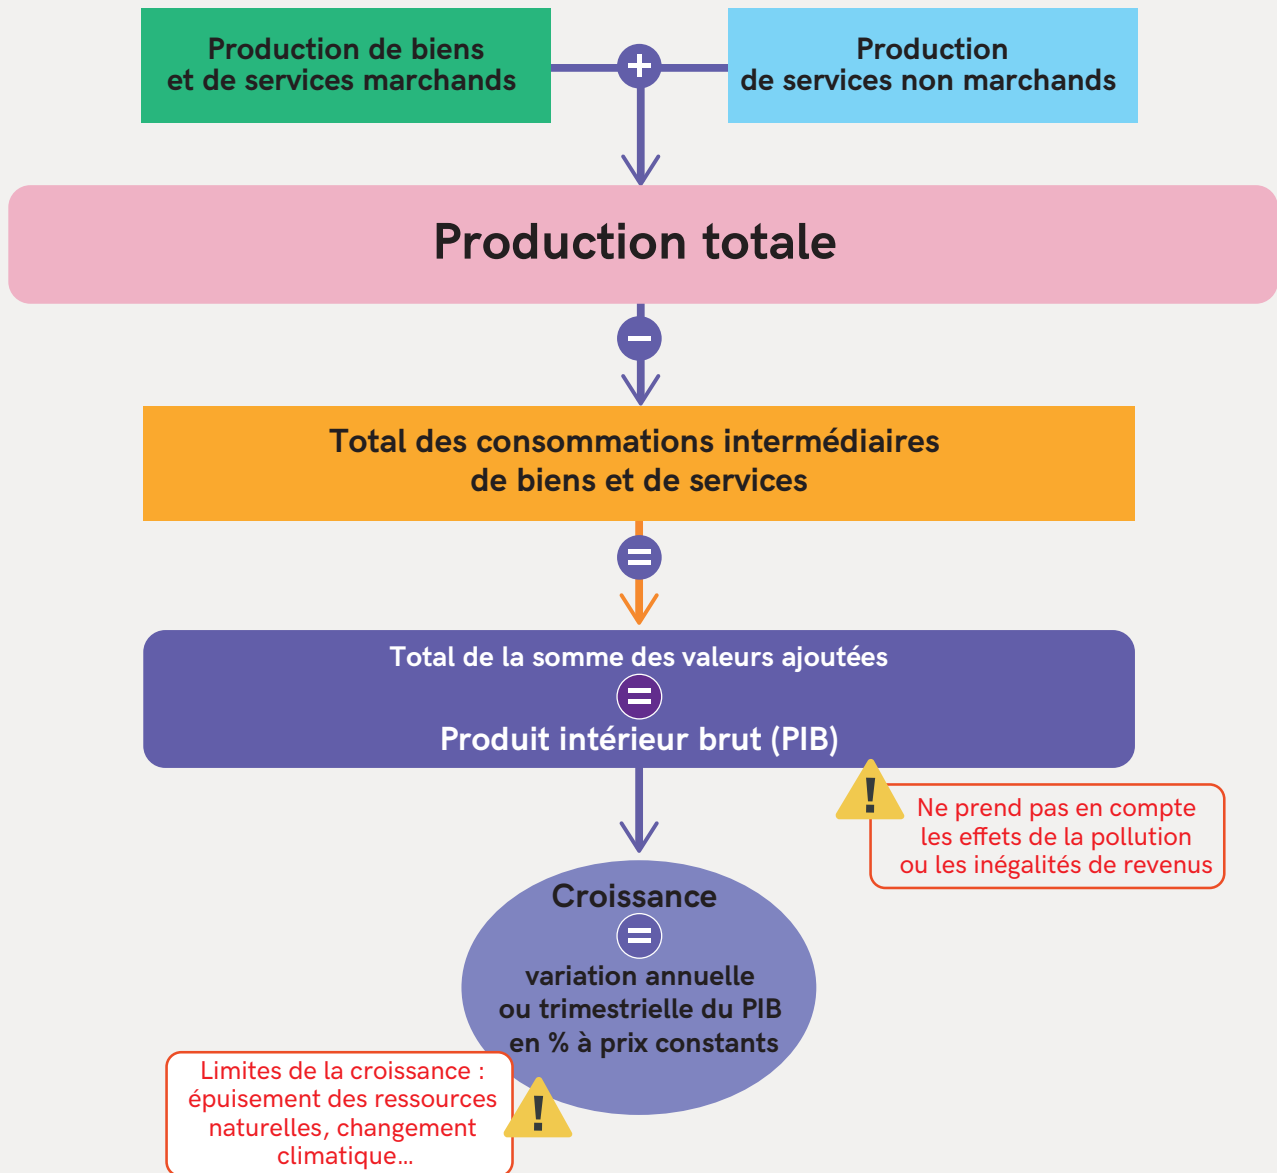 Production de biens
et de services marchands
+
Production
de services non marchands
Production totale
−
Total des consommations intermédiaires
de biens et de services
=
Total de la somme des valeurs ajoutées
=
Produit intérieur brut (PIB)
!
Ne prend pas en compte
les effets de la pollution
ou les inégalités de revenus
Croissance
=
variation annuelle
ou trimestrielle du PIB
en % à prix constants
Limites de la croissance :
épuisement des ressources
naturelles, changement
climatique...
!